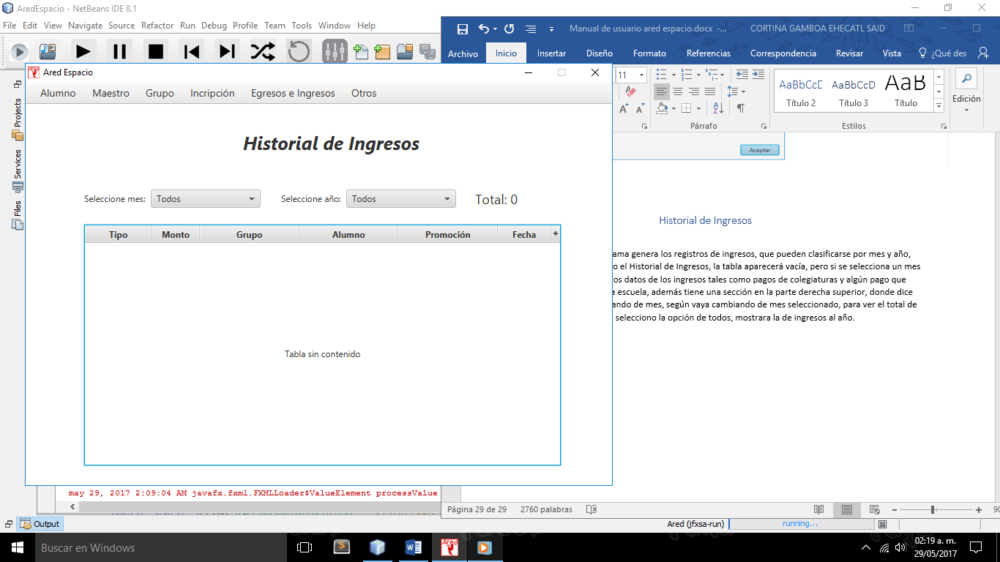 AredEspacio - NetBeans IDE 8.1
File Edit View Navigate Source Refactor Run Debug Profile Team Tools Window Help
Projects
Services
Files
Manual de usuario ared espacio.docx -...
CORTINA GAMBOA EHECATL SAID
Archivo Inicio Insertar Diseño Formato Referencias Correspondencia Revisar Vista ¿Qué des
11
AaBbCcD AaBbCcD AaB
Título 2 Título 3 Título
Edición
Párrafo Estilos
Aceptar
Historial de Ingresos
ama genera los registros de ingresos, que pueden clasificarse por mes y año,
o el Historial de Ingresos, la tabla aparecerá vacía, pero si se selecciona un mes
os datos de los ingresos tales como pagos de colegiaturas y algún pago que
a escuela, además tiene una sección en la parte derecha superior, donde dice
ando de mes, según vaya cambiando de mes seleccionado, para ver el total de
selecciono la opción de todos, mostrara la de ingresos al año.
Ared Espacio
Alumno Maestro Grupo Incripción Egresos e Ingresos Otros
Historial de Ingresos
Seleccione mes: Todos Seleccione año: Todos Total: 0
Tipo Monto Grupo Alumno Promoción Fecha +
Tabla sin contenido
may 29, 2017 2:09:04 AM javafx.fxml.FXMLLoader$ValueElement processValue
Página 29 de 29 2760 palabras
90
Output
Ared (jfxsa-run) running...
Buscar en Windows
02:19 a. m.
29/05/2017